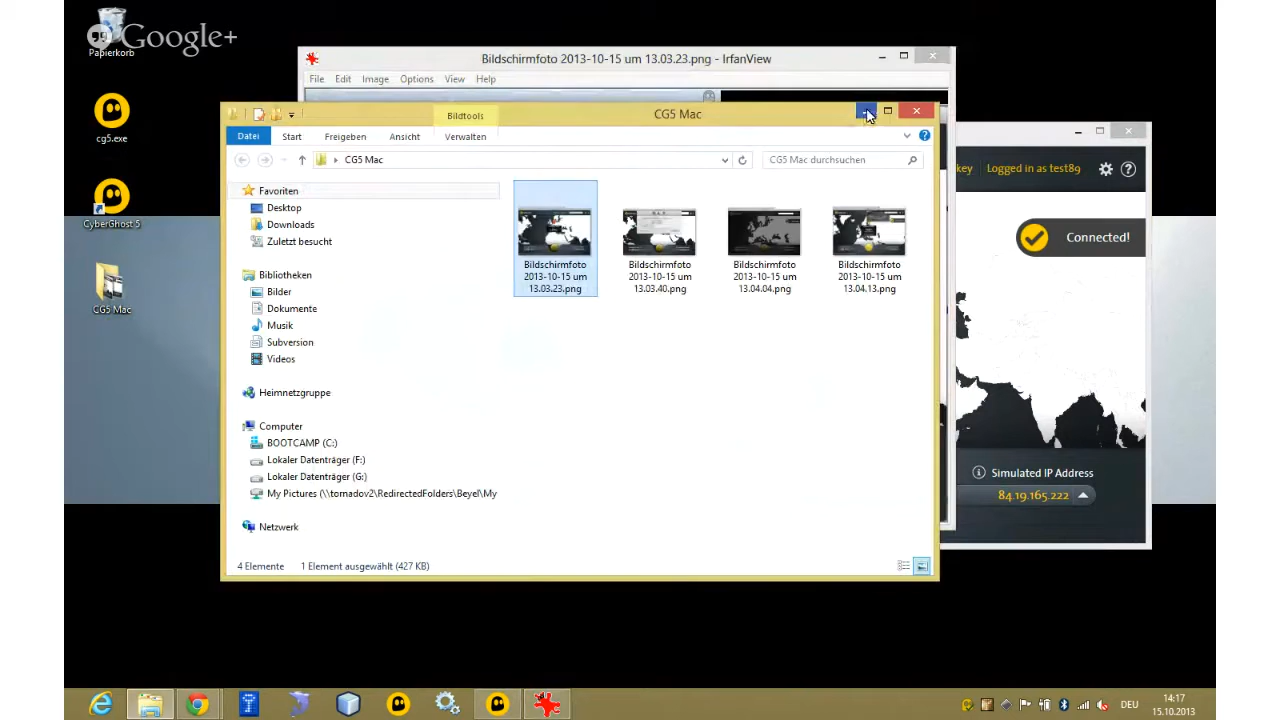 Google+
Papierkorb
cg5.exe
CyberGhost 5
CG5 Mac
Bildschirmfoto 2013-10-15 um 13.03.23.png - IrfanView
File Edit Image Options View Help
Bildtools
CG5 Mac
Datei Start Freigeben Ansicht Verwalten
CG5 Mac
CG5 Mac durchsuchen
Favoriten
Desktop
Downloads
Zuletzt besucht
Bibliotheken
Bilder
Dokumente
Musik
Subversion
Videos
Heimnetzgruppe
Computer
BOOTCAMP (C:)
Lokaler Datenträger (F:)
Lokaler Datenträger (G:)
My Pictures (\\tornadov2\RedirectedFolders\Beyel\My
Netzwerk
Bildschirmfoto
2013-10-15 um
13.03.23.png
Bildschirmfoto
2013-10-15 um
13.03.40.png
Bildschirmfoto
2013-10-15 um
13.04.04.png
Bildschirmfoto
2013-10-15 um
13.04.13.png
4 Elemente 1 Element ausgewählt (427 KB)
key Logged in as test89
Connected!
Simulated IP Address
84.19.165.222
DEU
14:17
15.10.2013